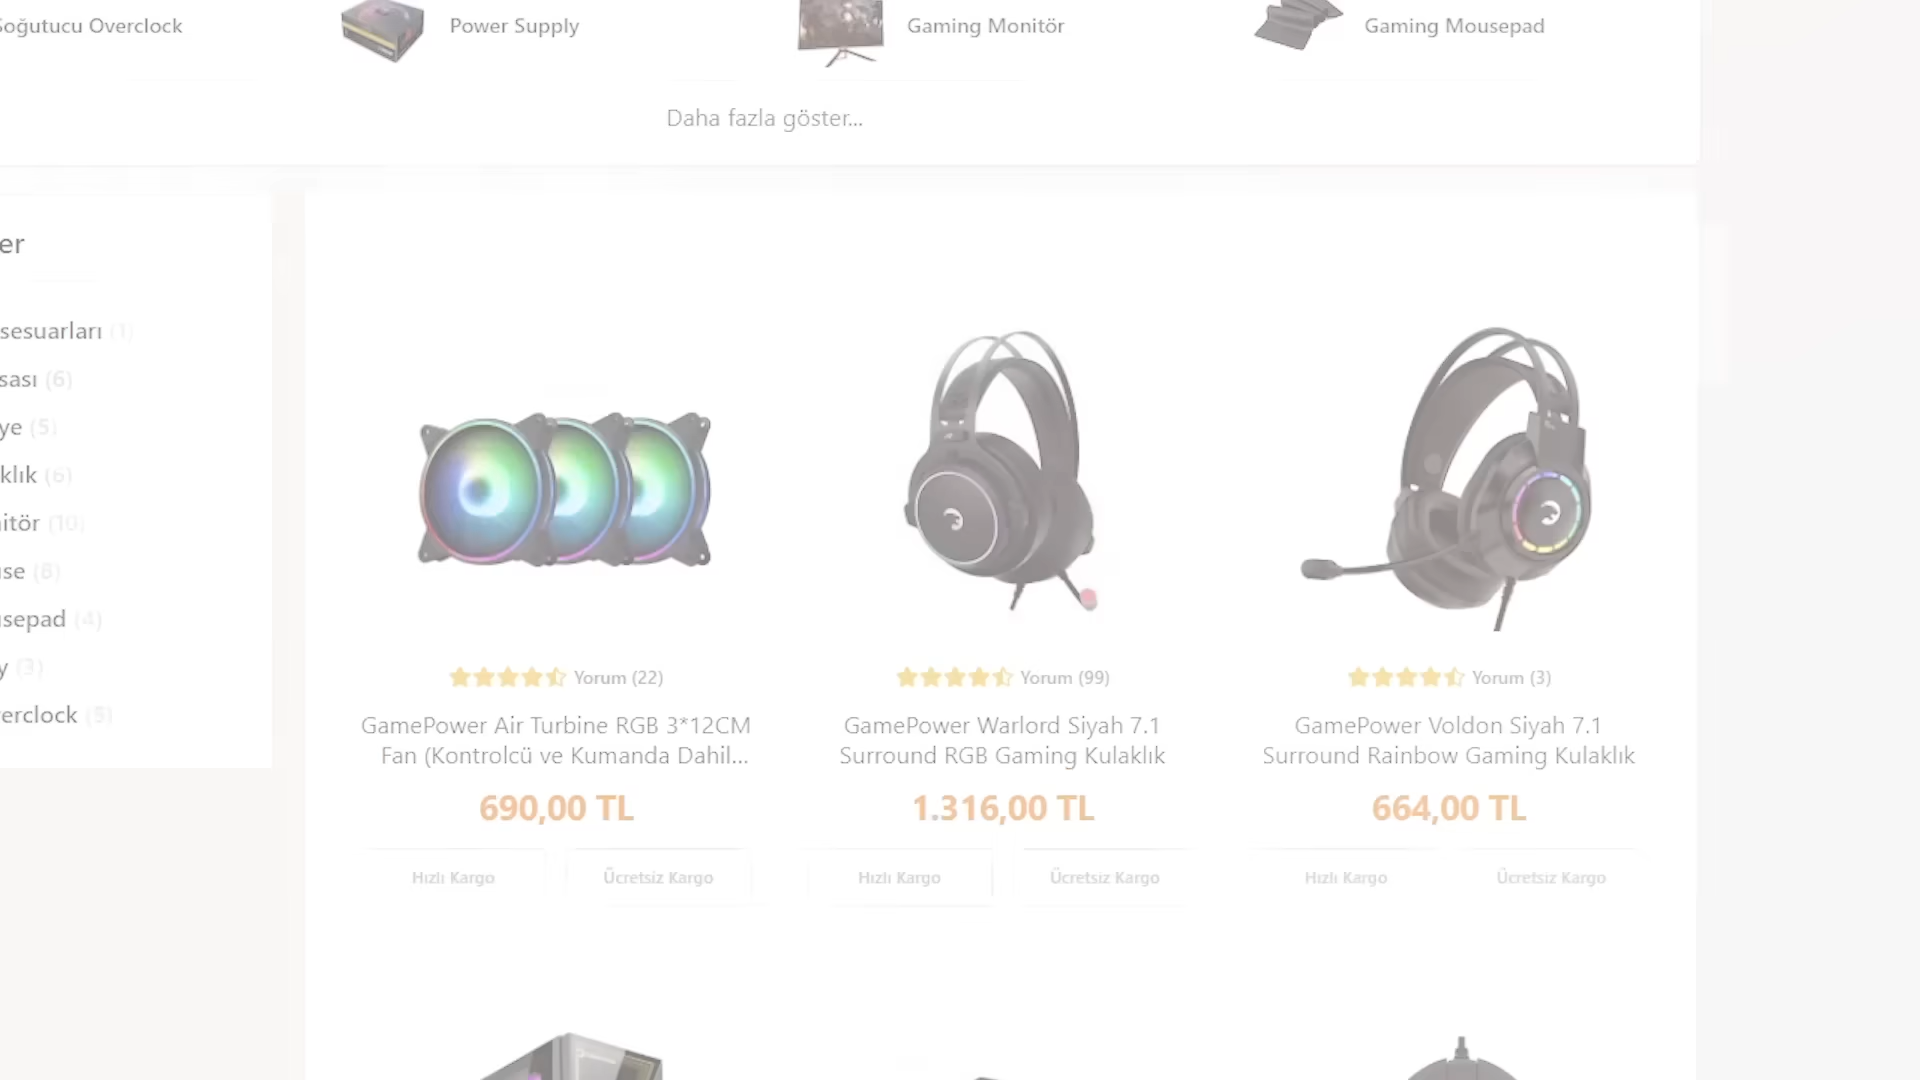 Soğutucu Overclock
Power Supply
Gaming Monitör
Gaming Mousepad
Daha fazla göster...
er
sesuarları (1)
sası (6)
ye (5)
klık (6)
itör (10)
se (8)
usepad (4)
y (3)
erclock (5)
Yorum (22)
GamePower Air Turbine RGB 3*12CM
Fan (Kontrolcü ve Kumanda Dahil...
690,00 TL
Hızlı Kargo
Ücretsiz Kargo
Yorum (99)
GamePower Warlord Siyah 7.1
Surround RGB Gaming Kulaklık
1.316,00 TL
Hızlı Kargo
Ücretsiz Kargo
Yorum (3)
GamePower Voldon Siyah 7.1
Surround Rainbow Gaming Kulaklık
664,00 TL
Hızlı Kargo
Ücretsiz Kargo